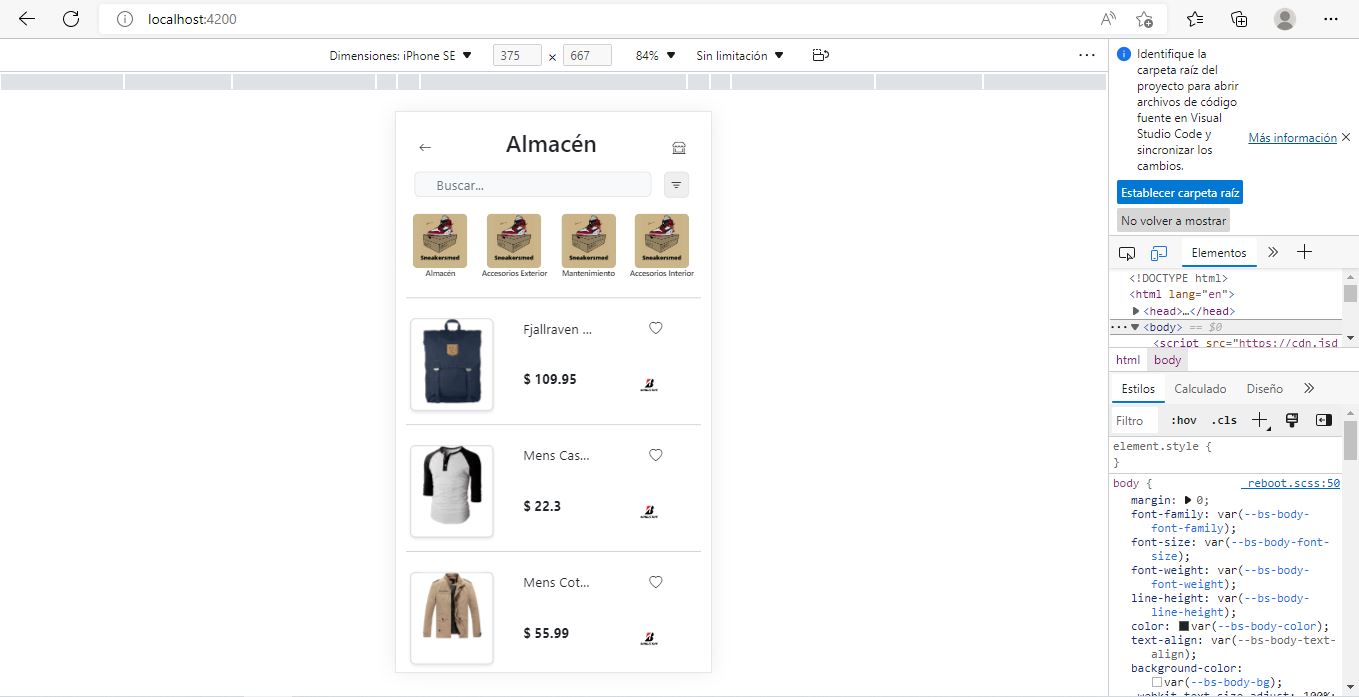 localhost:4200
Dimensiones: iPhone SE 375 x 667 84% Sin limitación
Almacén
Buscar...
Sneakersmed Sneakersmed Sneakersmed Sneakersmed
Almacén Accesorios Exterior Mantenimiento Accesorios Interior
Fjallraven ...
$ 109.95
Mens Cas...
$ 22.3
Mens Cot...
$ 55.99
Identifique la
carpeta raíz del
proyecto para abrir
archivos de código
fuente en Visual
Studio Code y
sincronizar los
cambios.
Más información
Establecer carpeta raíz
No volver a mostrar
Elementos
<!DOCTYPE html>
<html lang="en">
<head>…</head>
<body> == $0
<script src="https://cdn.jsd
html body
Estilos Calculado Diseño
Filtro :hov .cls
element.style {
}
body { _reboot.scss:50
margin: 0;
font-family: var(--bs-body-
font-family);
font-size: var(--bs-body-font-
size);
font-weight: var(--bs-body-
font-weight);
line-height: var(--bs-body-
line-height);
color: var(--bs-body-color);
text-align: var(--bs-body-text-
align);
background-color:
var(--bs-body-bg);
-webkit-text-size-adjust: 100%;